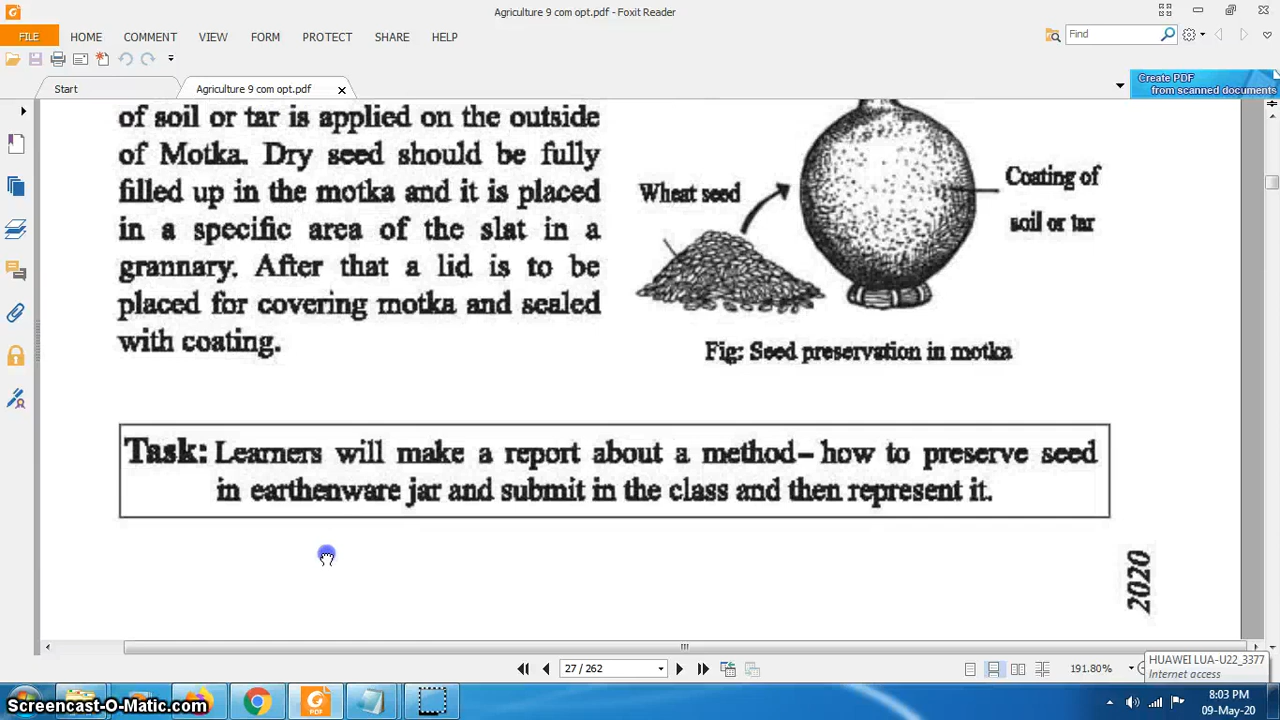 Agriculture 9 com opt.pdf - Foxit Reader
FILE HOME COMMENT VIEW FORM PROTECT SHARE HELP
Find
Start Agriculture 9 com opt.pdf
Create PDF
from scanned documents
of soil or tar is applied on the outside
of Motka. Dry seed should be fully
filled up in the motka and it is placed
in a specific area of the slat in a
grannary. After that a lid is to be
placed for covering motka and sealed
with coating.
Wheat seed
Coating of
soil or tar
Fig: Seed preservation in motka
Task: Learners will make a report about a method– how to preserve seed
in earthenware jar and submit in the class and then represent it.
2020
27 / 262
191.80%
HUAWEI LUA-U22_3377
Internet access
PDF
Screencast-O-Matic.com
8:03 PM
09-May-20